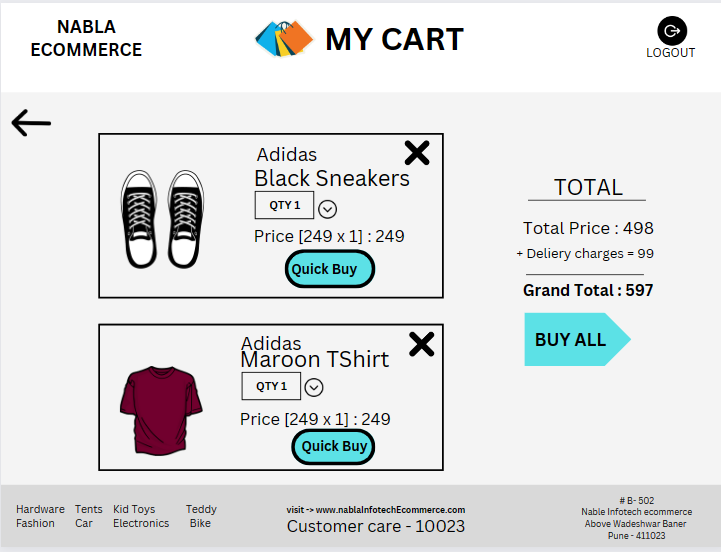 NABLA
ECOMMERCE
MY CART
LOGOUT
Adidas
Black Sneakers
QTY 1
Price [249 x 1] : 249
Quick Buy
Adidas
Maroon TShirt
QTY 1
Price [249 x 1] : 249
Quick Buy
TOTAL
Total Price : 498
+ Deliery charges = 99
Grand Total : 597
BUY ALL
Hardware Tents Kid Toys Teddy
Fashion Car Electronics Bike
visit -> www.nablaInfotechEcommerce.com
Customer care - 10023
# B- 502
Nable Infotech ecommerce
Above Wadeshwar Baner
Pune - 411023